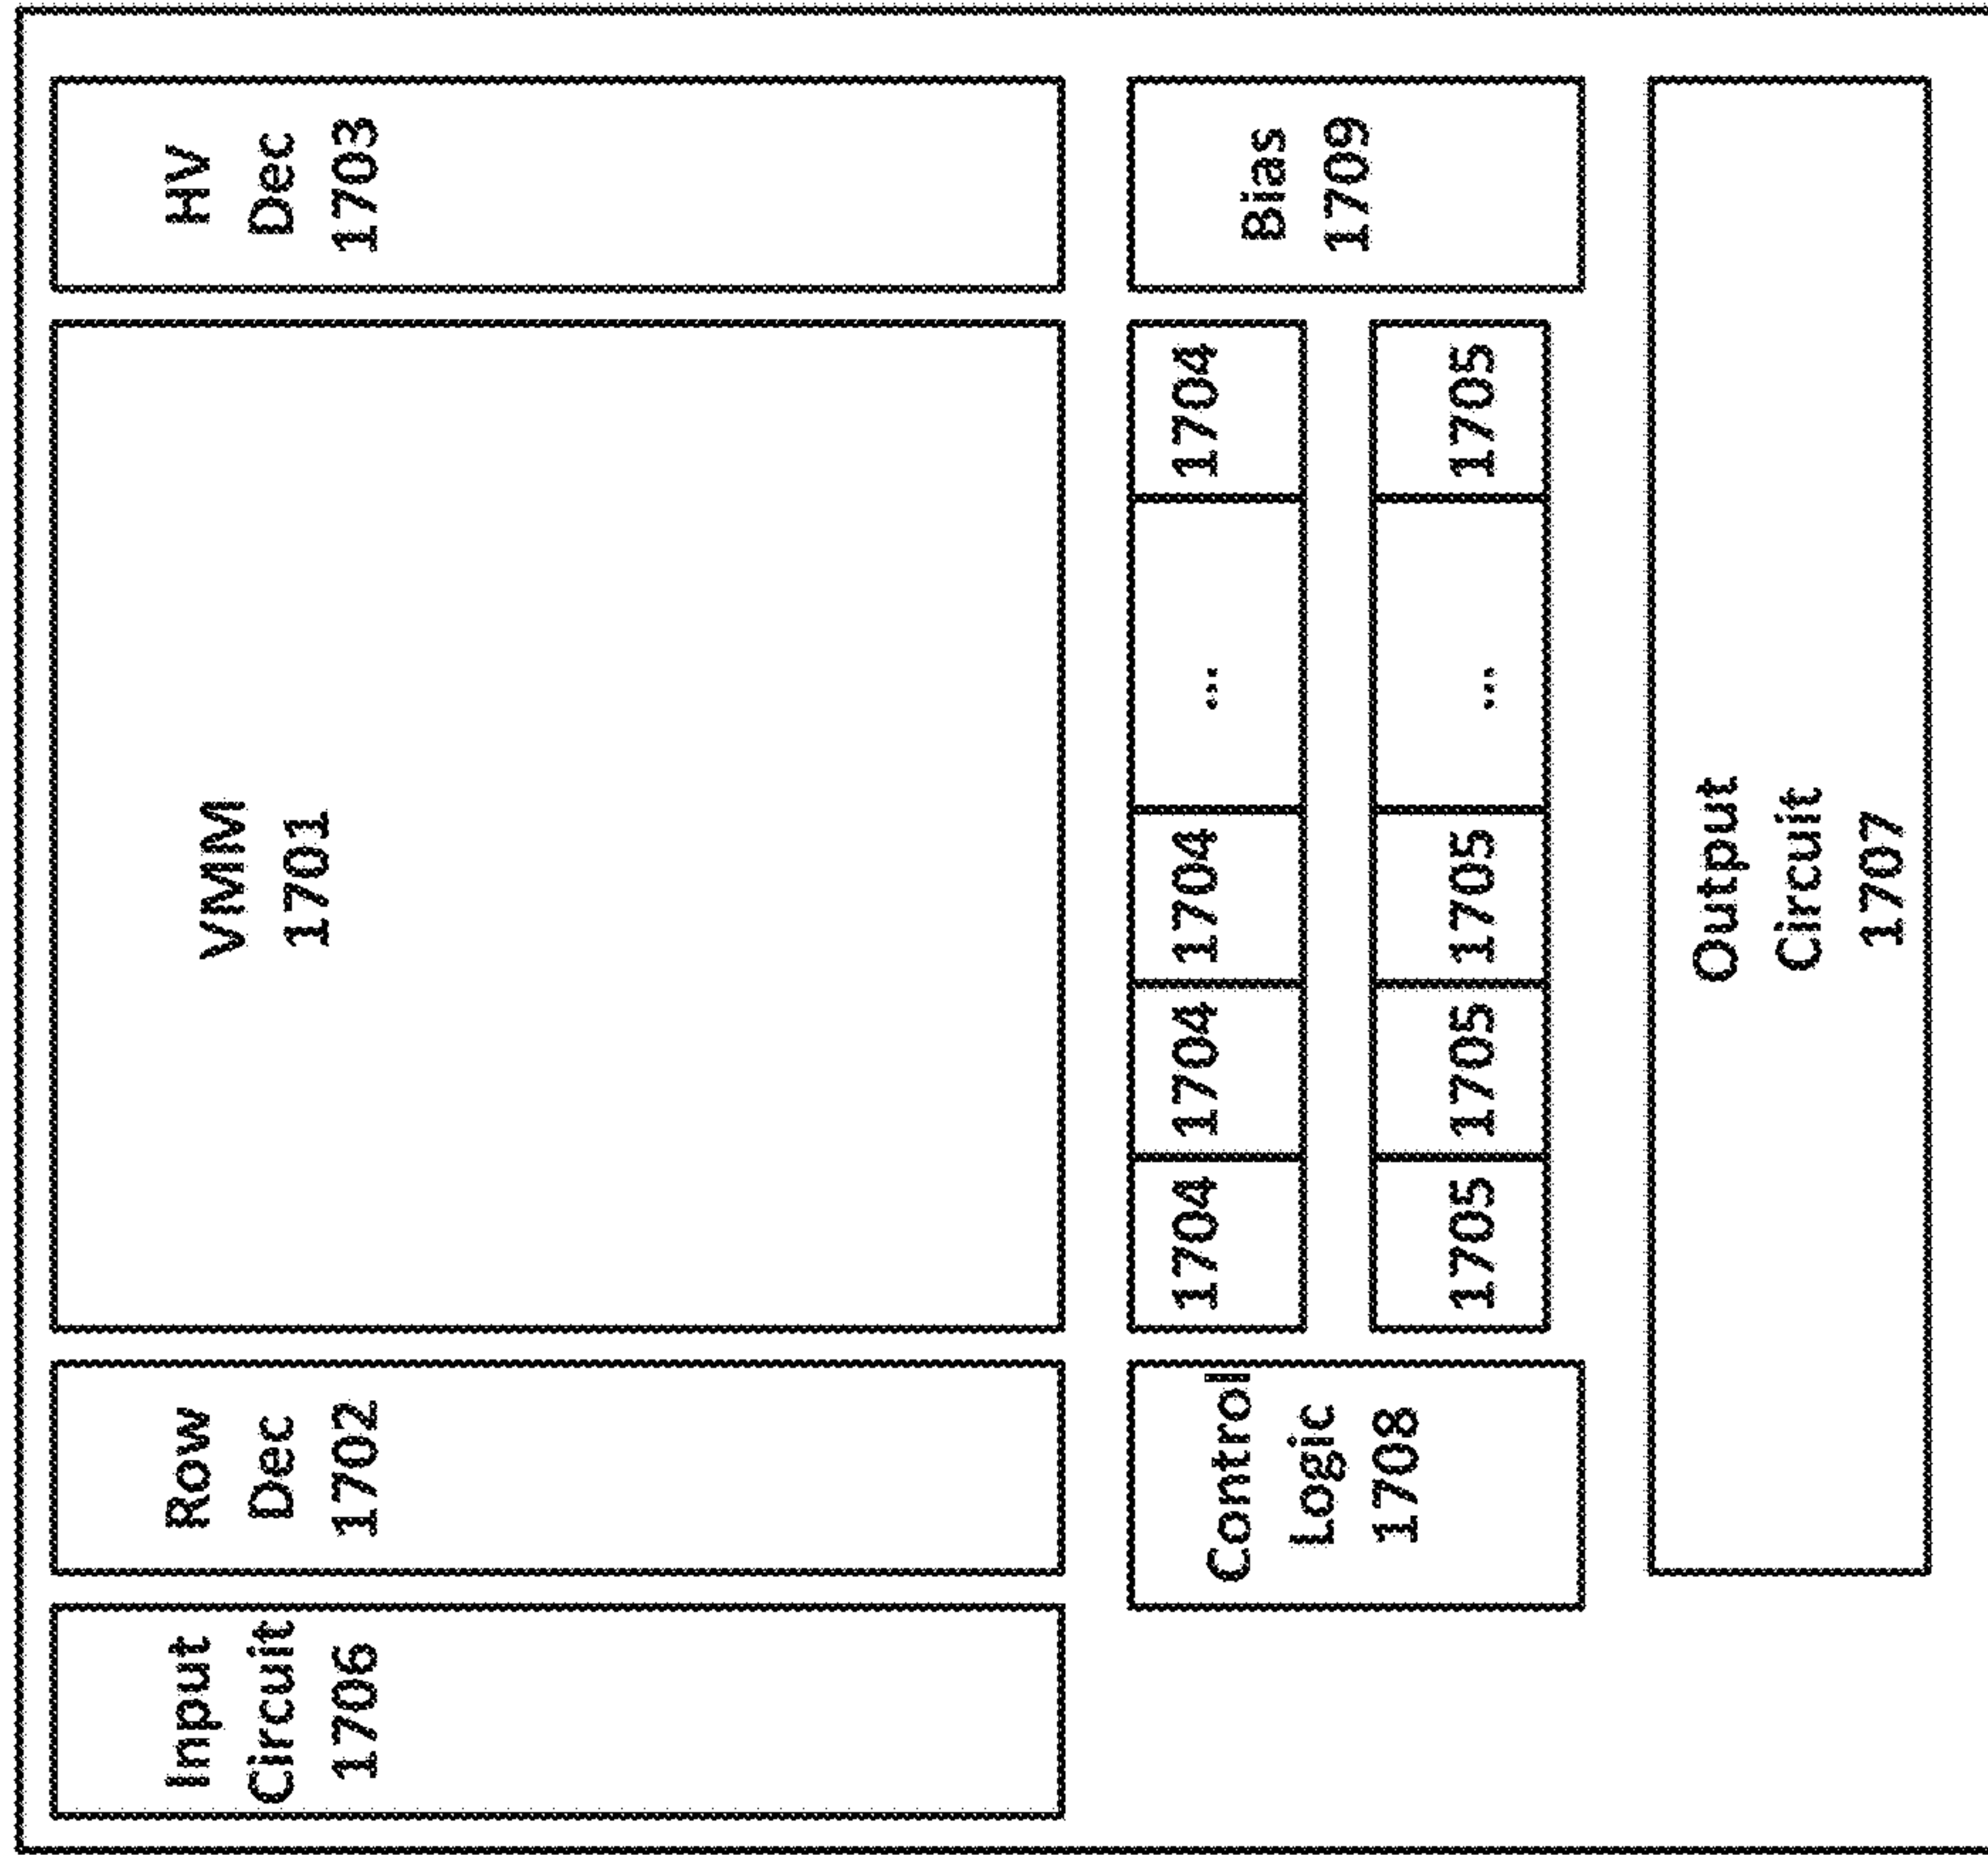 Input
Circuit
1706
Row
Dec
1702
VMM
1701
HV
Dec
1703
Control
Logic
1708
1704 1704 1704 ... 1704
1705 1705 1705 ... 1705
Bias
1709
Output
Circuit
1707